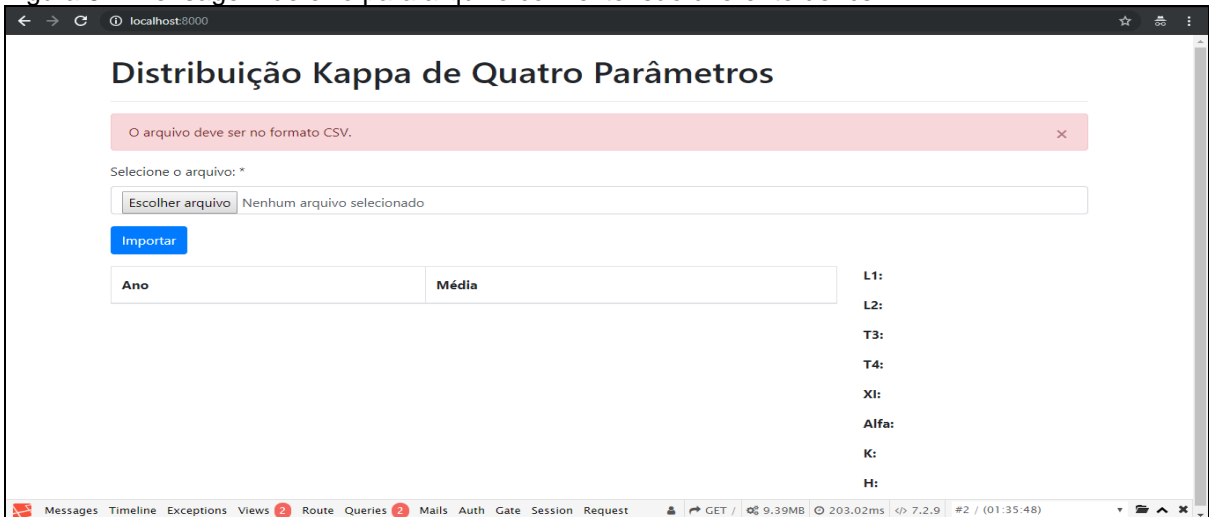 localhost:8000
Distribuição Kappa de Quatro Parâmetros
O arquivo deve ser no formato CSV. ×
Selecione o arquivo: *
Escolher arquivo Nenhum arquivo selecionado
Importar
Ano Média
L1:
L2:
T3:
T4:
XI:
Alfa:
K:
H:
Messages Timeline Exceptions Views 2 Route Queries 2 Mails Auth Gate Session Request GET / 9.39MB 203.02ms </> 7.2.9 #2 / (01:35:48)